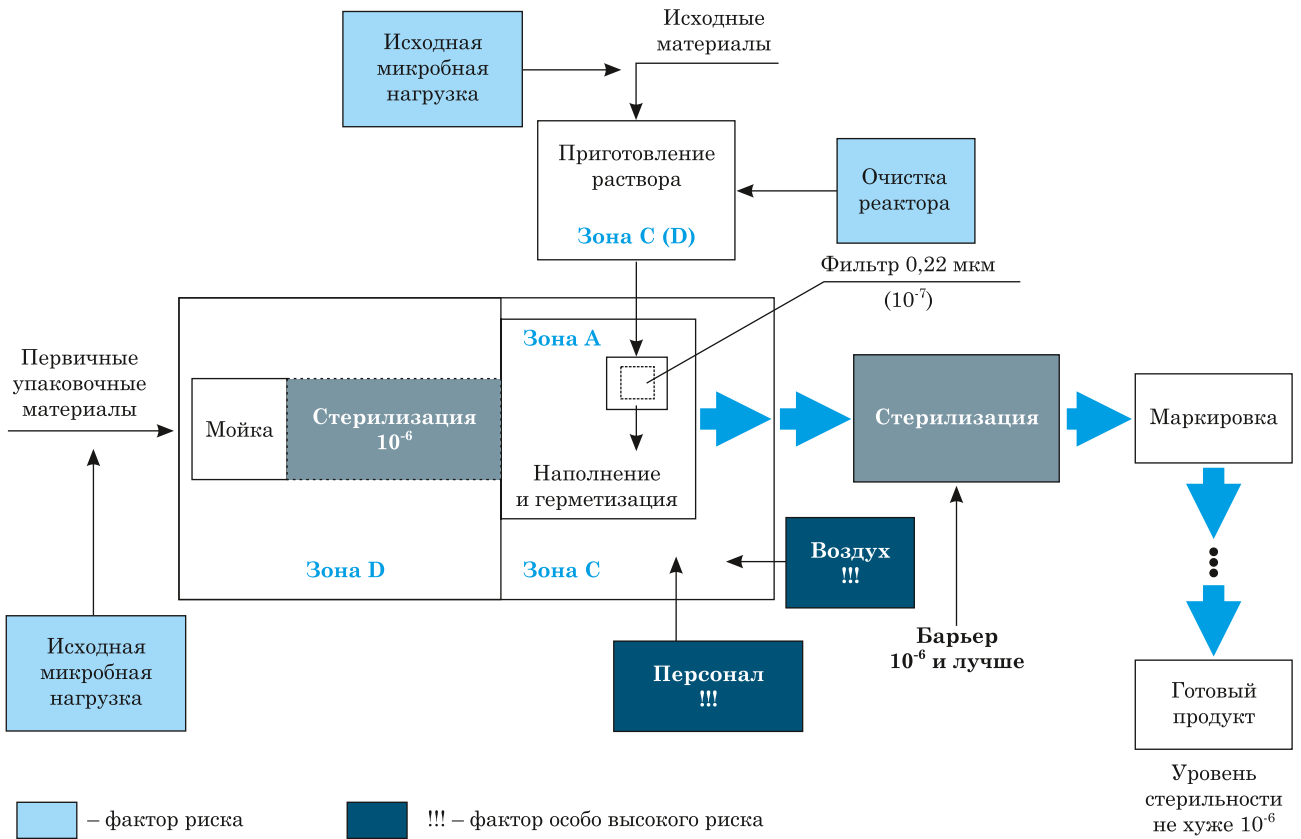 Исходная
микробная
нагрузка
Исходные
материалы
Приготовление
раствора
Зона C (D)
Очистка
реактора
Фильтр 0,22 мкм
(10⁻⁷)
Первичные
упаковочные
материалы
Мойка
Стерилизация
10⁻⁶
Зона A
Наполнение
и герметизация
Зона D
Зона C
Стерилизация
Маркировка
Воздух
!!!
Барьер
10⁻⁶ и лучше
Исходная
микробная
нагрузка
Персонал
!!!
Готовый
продукт
Уровень
стерильности
не хуже 10⁻⁶
– фактор риска
!!! – фактор особо высокого риска